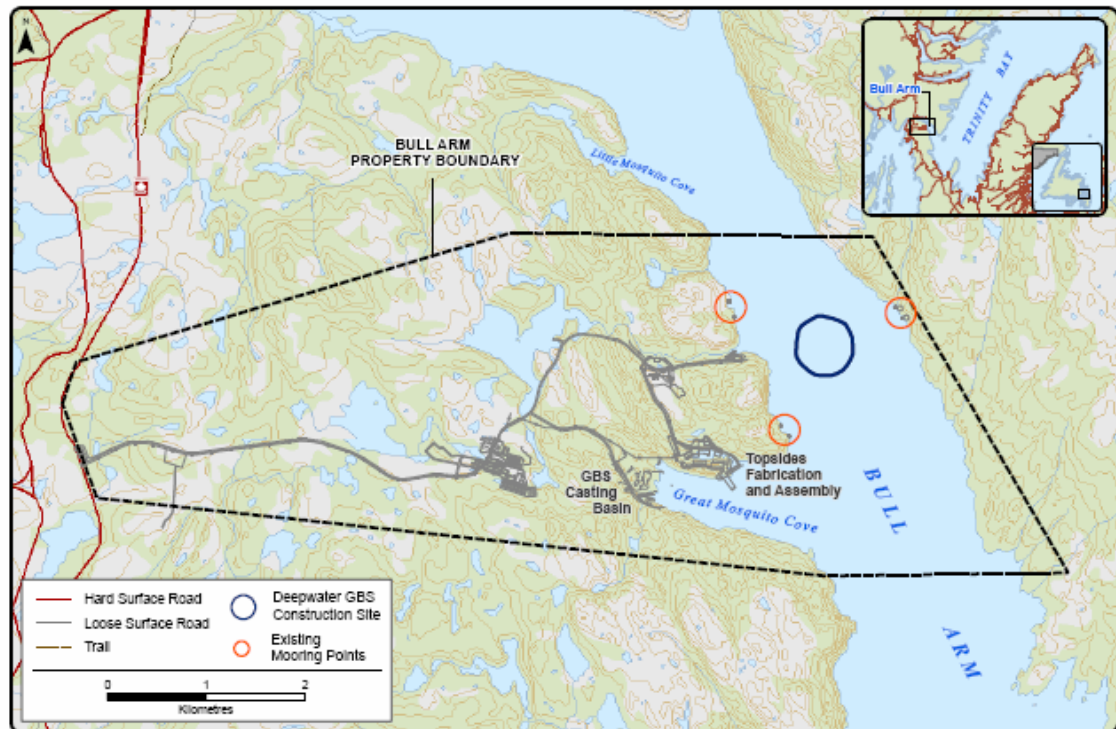 N
BULL ARM
PROPERTY BOUNDARY
Little Mosquito Cove
Bull Arm
TRINITY BAY
GBS
Casting
Basin
Topsides
Fabrication
and Assembly
Great Mosquito Cove
BULL
ARM
Hard Surface Road
Loose Surface Road
Trail
Deepwater GBS
Construction Site
Existing
Mooring Points
0 1 2
Kilometres